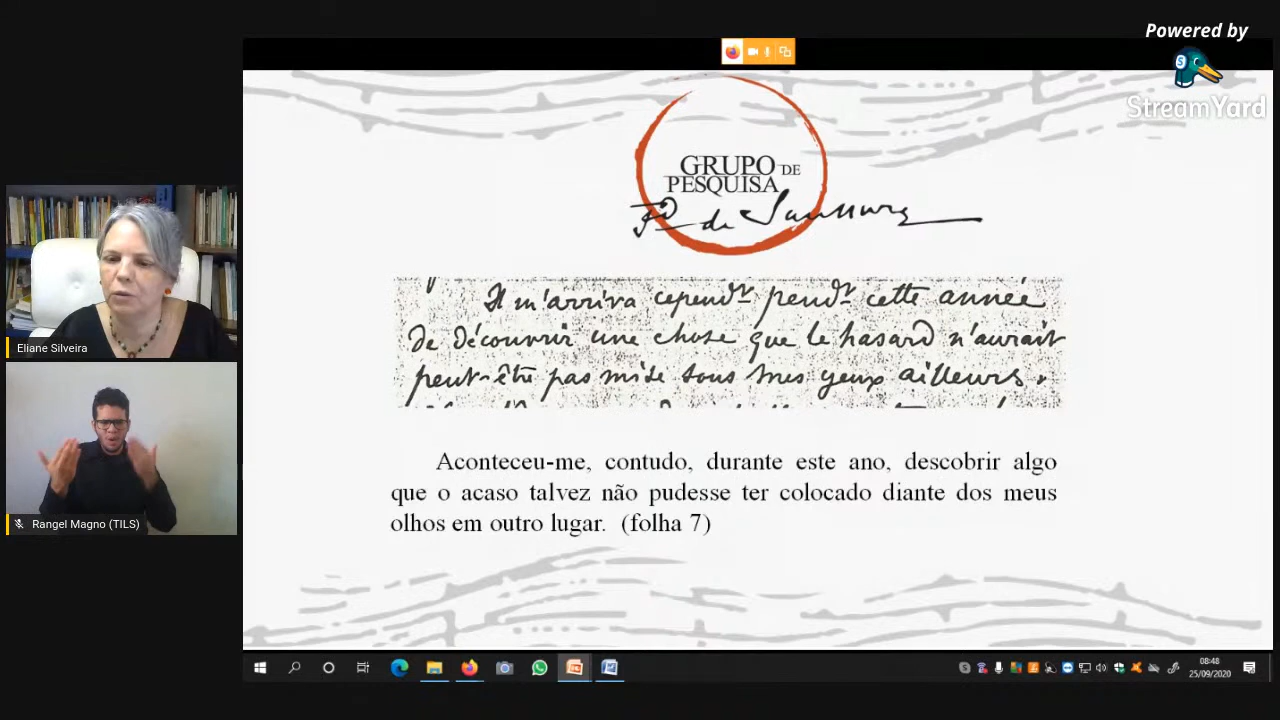 Powered by
StreamYard
GRUPO DE
PESQUISA
Fd de Saussure
Il m'arriva cependt pendt cette année
de découvrir une chose que le hasard n'aurait
peut-être pas mise sous mes yeux ailleurs.
Aconteceu-me, contudo, durante este ano, descobrir algo
que o acaso talvez não pudesse ter colocado diante dos meus
olhos em outro lugar. (folha 7)
Eliane Silveira
Rangel Magno (TILS)
08:48
25/09/2020